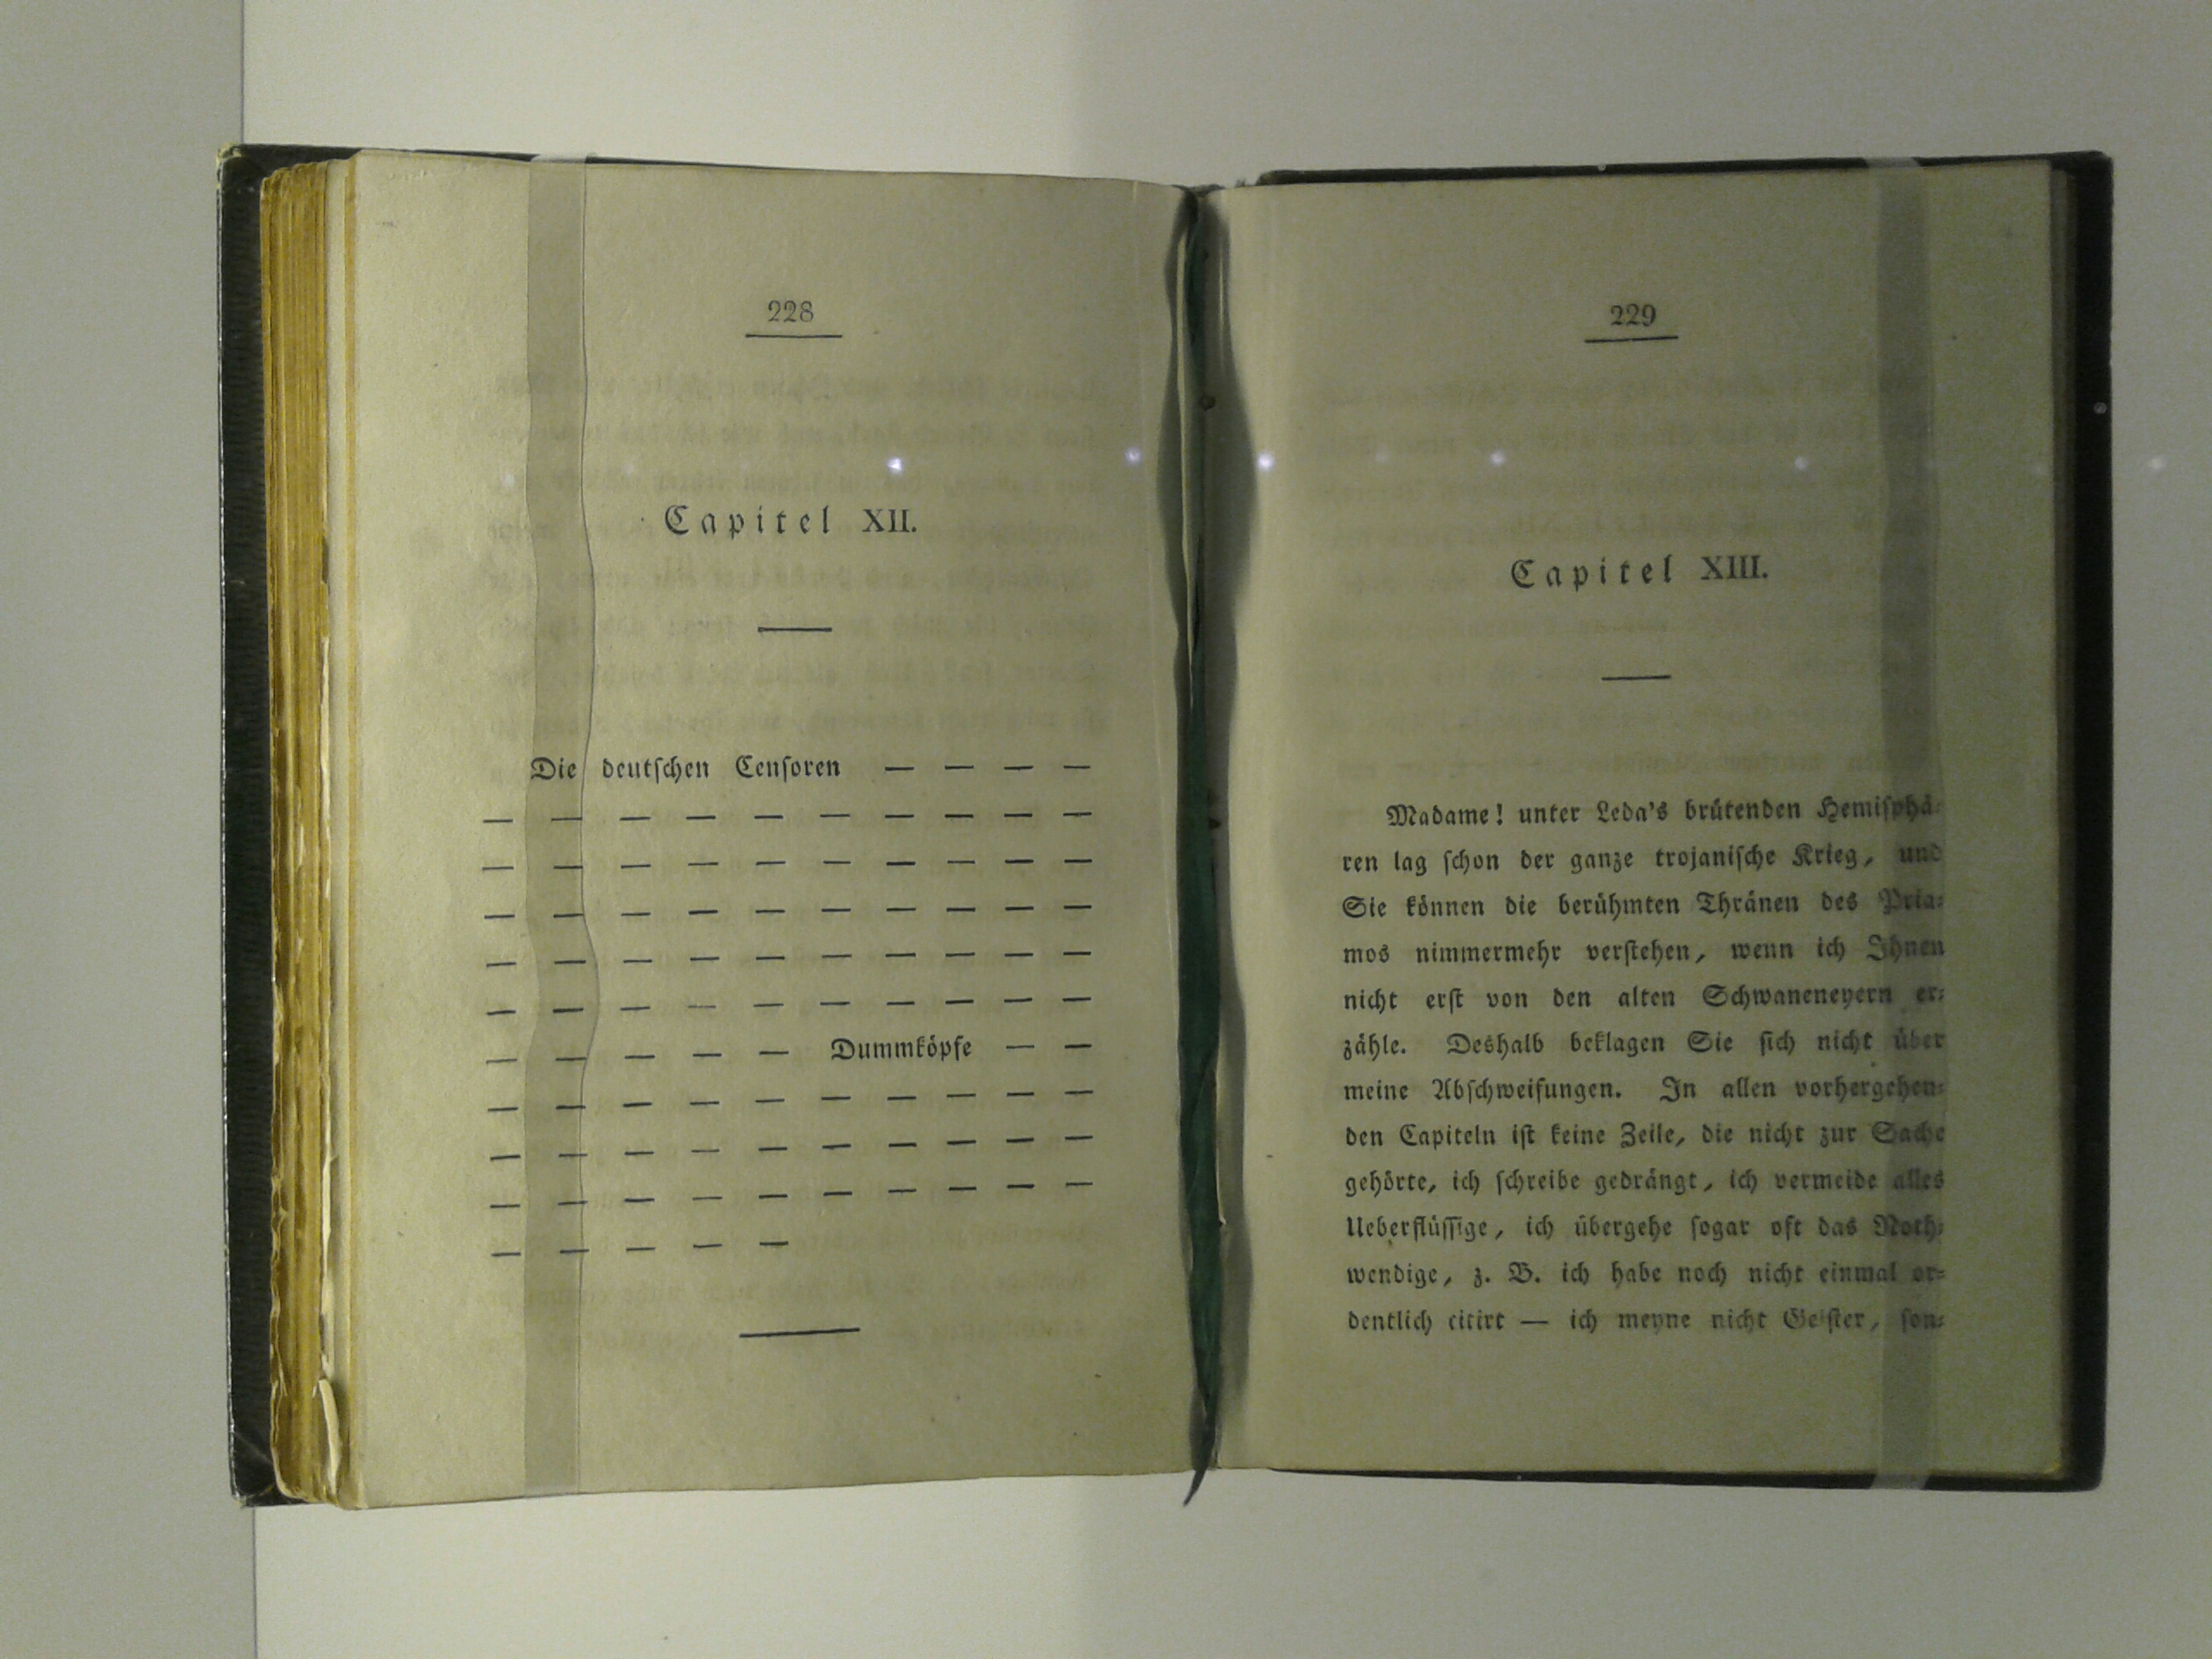 228
Capitel XII.
Die deutschen Censoren — — — —
— — — — — — — — — —
— — — — — — — — — —
— — — — — — — — — —
— — — — — — — — — —
— — — — — — — — — —
— — — — — Dummköpfe — —
— — — — — — — — — —
— — — — — — — — — —
— — — — — — — — — —
— — — — —
229
Capitel XIII.
Madame! unter Leda's brütenden Hemisphä-
ren lag schon der ganze trojanische Krieg, und
Sie können die berühmten Thränen des Pria-
mos nimmermehr verstehen, wenn ich Ihnen
nicht erst von den alten Schwaneneyern er-
zähle. Deshalb beklagen Sie sich nicht über
meine Abschweifungen. In allen vorhergehen-
den Capiteln ist keine Zeile, die nicht zur Sache
gehörte, ich schreibe gedrängt, ich vermeide alles
Ueberflüssige, ich übergehe sogar oft das Noth-
wendige, z. B. ich habe noch nicht einmal or-
dentlich citirt — ich meyne nicht Geister, son-